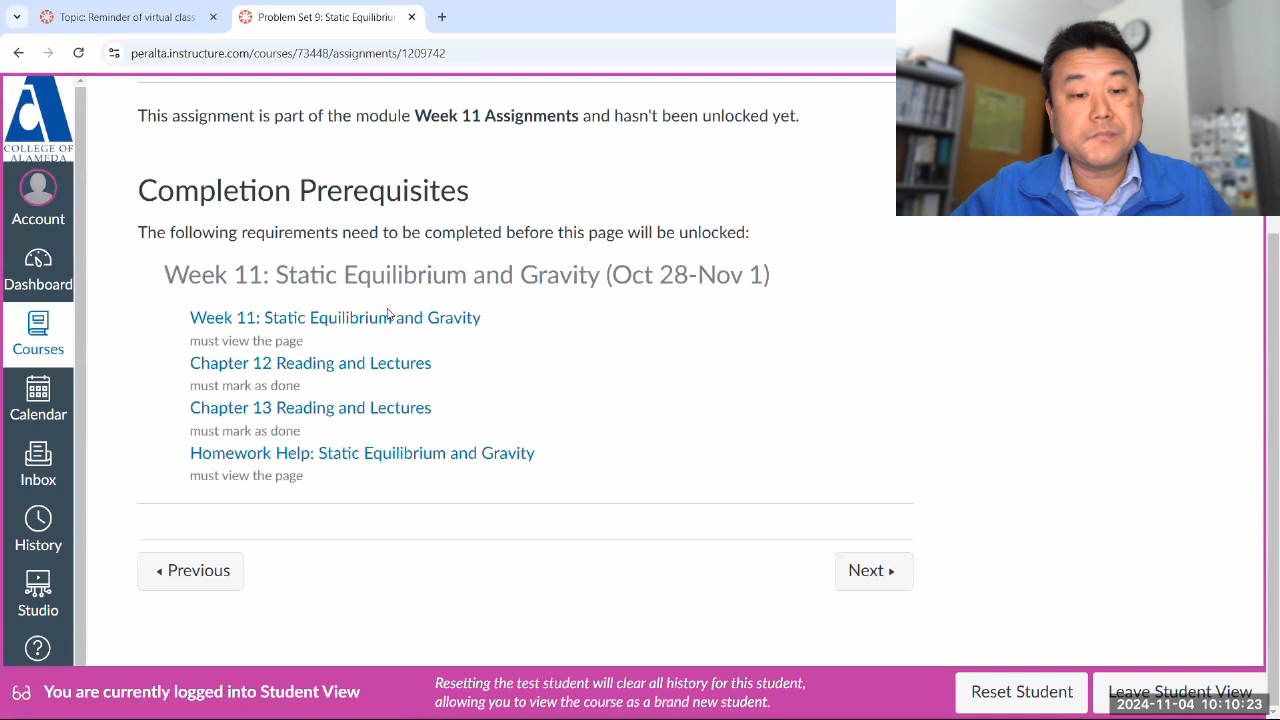 Topic: Reminder of virtual class
Problem Set 9: Static Equilibriur
peralta.instructure.com/courses/73448/assignments/1209742
COLLEGE OF
ALAMEDA
Account
Dashboard
Courses
Calendar
Inbox
History
Studio
This assignment is part of the module Week 11 Assignments and hasn't been unlocked yet.
Completion Prerequisites
The following requirements need to be completed before this page will be unlocked:
Week 11: Static Equilibrium and Gravity (Oct 28-Nov 1)
Week 11: Static Equilibrium and Gravity
must view the page
Chapter 12 Reading and Lectures
must mark as done
Chapter 13 Reading and Lectures
must mark as done
Homework Help: Static Equilibrium and Gravity
must view the page
Previous
Next
You are currently logged into Student View
Resetting the test student will clear all history for this student,
allowing you to view the course as a brand new student.
Reset Student
Leave Student View
2024-11-04 10:10:23